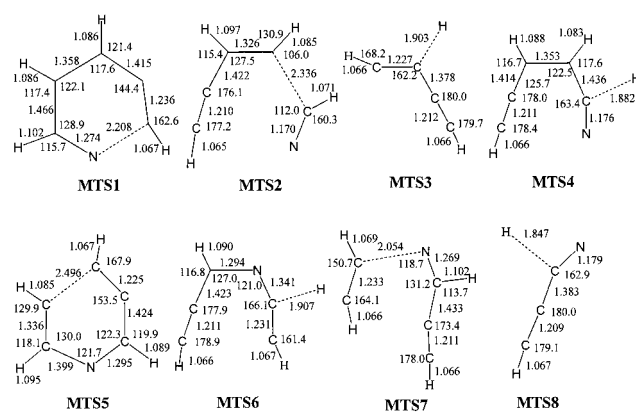 H
1.086
121.4
1.358
1.415
H
1.086
117.6
117.4
122.1
144.4
1.466
1.236
1.102
128.9
2.208
162.6
1.274
H
115.7
N
1.067
H
MTS1
H
1.097
130.9
H
1.326
1.085
115.4
127.5
106.0
1.422
2.336
C
176.1
1.071
H
1.210
112.0
C
C
177.2
1.170
160.3
N
1.065
H
MTS2
H
1.903
168.2
1.227
H
C
C
1.066
162.2
1.378
C
180.0
1.212
C
179.7
1.066
H
MTS3
H
1.088
1.083
H
1.353
116.7
117.6
122.5
1.414
125.7
1.436
H
C
178.0
163.4
C
1.882
1.211
C
178.4
1.176
H
1.066
N
MTS4
H
1.067
C
167.9
H
1.085
2.496
1.225
129.9
C
153.5
C
1.336
1.424
118.1
130.0
122.3
119.9
C
121.7
C
1.089
H
1.399
N
1.295
H
1.095
MTS5
H
1.090
1.294
N
116.8
127.0
121.0
1.341
1.423
H
C
177.9
166.1
C
1.907
1.211
1.231
C
178.9
161.4
C
H
1.066
1.067
H
MTS6
H
1.069
2.054
N
150.7
C
118.7
1.269
1.102
1.233
131.2
C
H
C
164.1
113.7
1.066
1.433
H
C
173.4
1.211
178.0
C
1.066
H
MTS7
H
1.847
N
1.179
C
162.9
1.383
C
180.0
1.209
C
179.1
1.067
H
MTS8